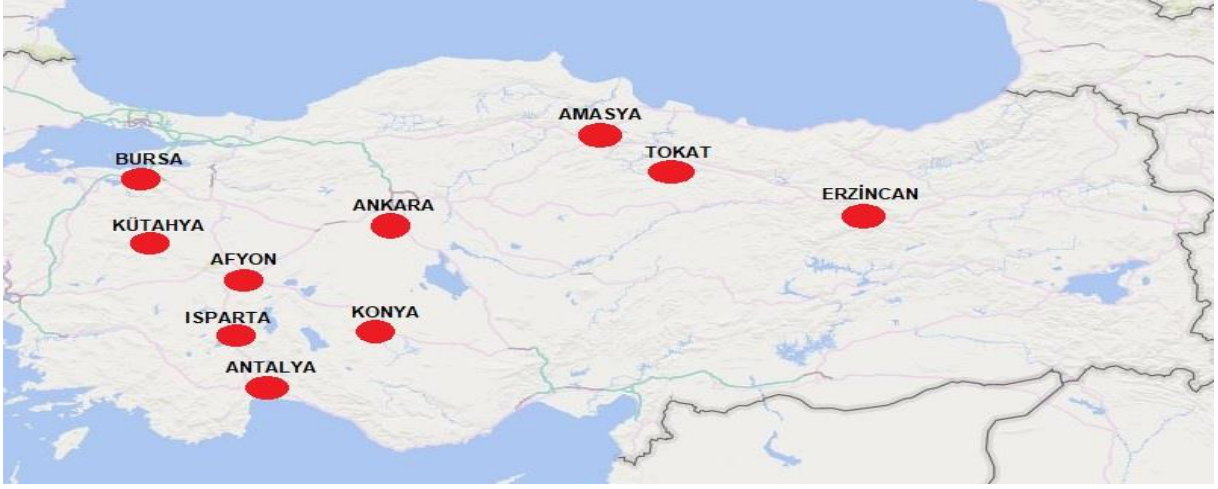 AMASYA
TOKAT
BURSA
ERZİNCAN
ANKARA
KÜTAHYA
AFYON
KONYA
ISPARTA
ANTALYA